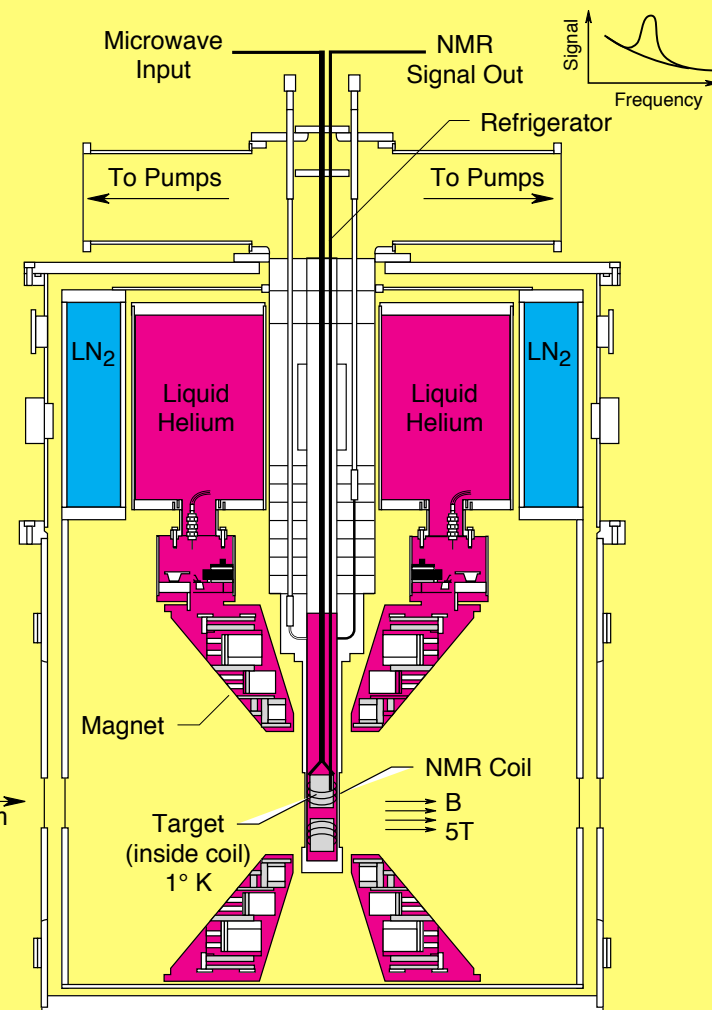 Microwave
Input
NMR
Signal Out
Signal
Frequency
Refrigerator
To Pumps
To Pumps
LN2
Liquid
Helium
Liquid
Helium
LN2
Magnet
NMR Coil
Target
(inside coil)
1° K
B
5T